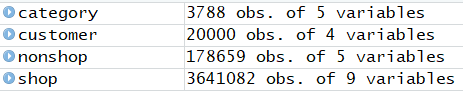 category 3788 obs. of 5 variables
customer 20000 obs. of 4 variables
nonshop 178659 obs. of 5 variables
shop 3641082 obs. of 9 variables